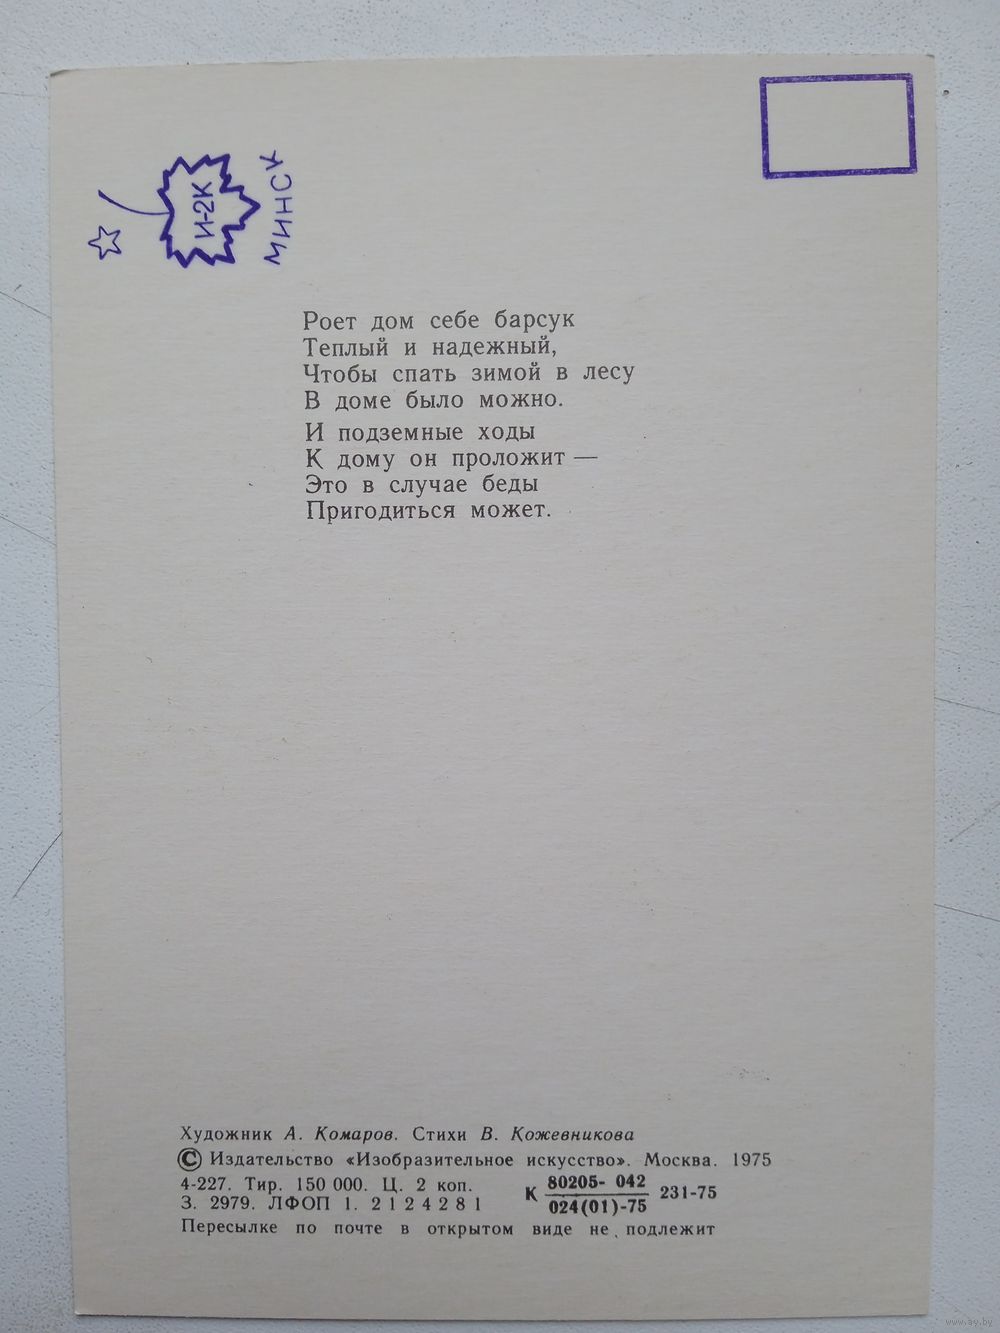 И-2К
МИНСК
Роет дом себе барсук
Теплый и надежный,
Чтобы спать зимой в лесу
В доме было можно.
И подземные ходы
К дому он проложит —
Это в случае беды
Пригодиться может.
Художник А. Комаров. Стихи В. Кожевникова
© Издательство «Изобразительное искусство». Москва. 1975
4-227. Тир. 150 000. Ц. 2 коп.
З. 2979. ЛФОП 1. 2124281
К 80205-042 231-75
024(01)-75
Пересылке по почте в открытом виде не подлежит
www.ay.by